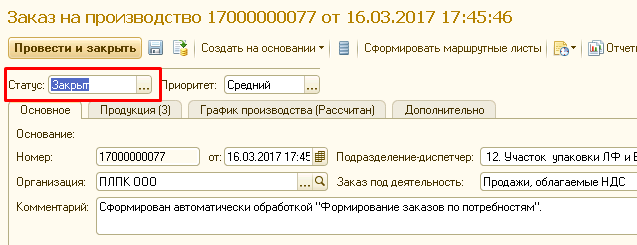 Заказ на производство 17000000077 от 16.03.2017 17:45:46
Провести и закрыть Создать на основании Сформировать маршрутные листы Отчеты
Статус: Закрыт ... Приоритет: Средний ...
Основное Продукция (3) График производства (Рассчитан) Дополнительно
Основание:
Номер: 17000000077 от: 16.03.2017 17:45 Подразделение-диспетчер: 12. Участок упаковки ЛФ и
Организация: ПЛПК ООО ... Заказ под деятельность: Продажи, облагаемые НДС
Комментарий: Сформирован автоматически обработкой "Формирование заказов по потребностям".